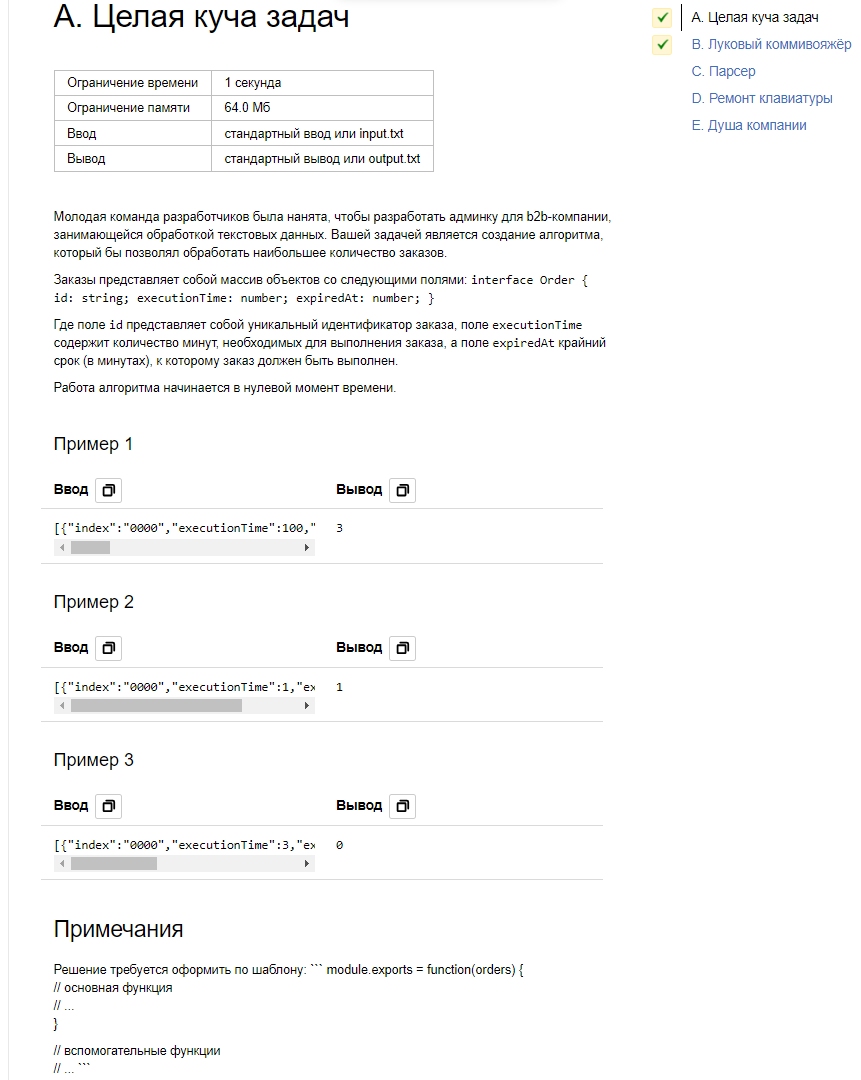 A. Целая куча задач
Ограничение времени 1 секунда
Ограничение памяти 64.0 Мб
Ввод стандартный ввод или input.txt
Вывод стандартный вывод или output.txt
Молодая команда разработчиков была нанята, чтобы разработать админку для b2b-компании,
занимающейся обработкой текстовых данных. Вашей задачей является создание алгоритма,
который бы позволял обработать наибольшее количество заказов.
Заказы представляет собой массив объектов со следующими полями: interface Order {
id: string; executionTime: number; expiredAt: number; }
Где поле id представляет собой уникальный идентификатор заказа, поле executionTime
содержит количество минут, необходимых для выполнения заказа, а поле expiredAt крайний
срок (в минутах), к которому заказ должен быть выполнен.
Работа алгоритма начинается в нулевой момент времени.
Пример 1
Ввод Вывод
[{"index":"0000","executionTime":100," 3
Пример 2
Ввод Вывод
[{"index":"0000","executionTime":1,"ex 1
Пример 3
Ввод Вывод
[{"index":"0000","executionTime":3,"ex 0
Примечания
Решение требуется оформить по шаблону: ``` module.exports = function(orders) {
// основная функция
// ...
}
// вспомогательные функции
// ... ```
A. Целая куча задач
B. Луковый коммивояжёр
C. Парсер
D. Ремонт клавиатуры
E. Душа компании